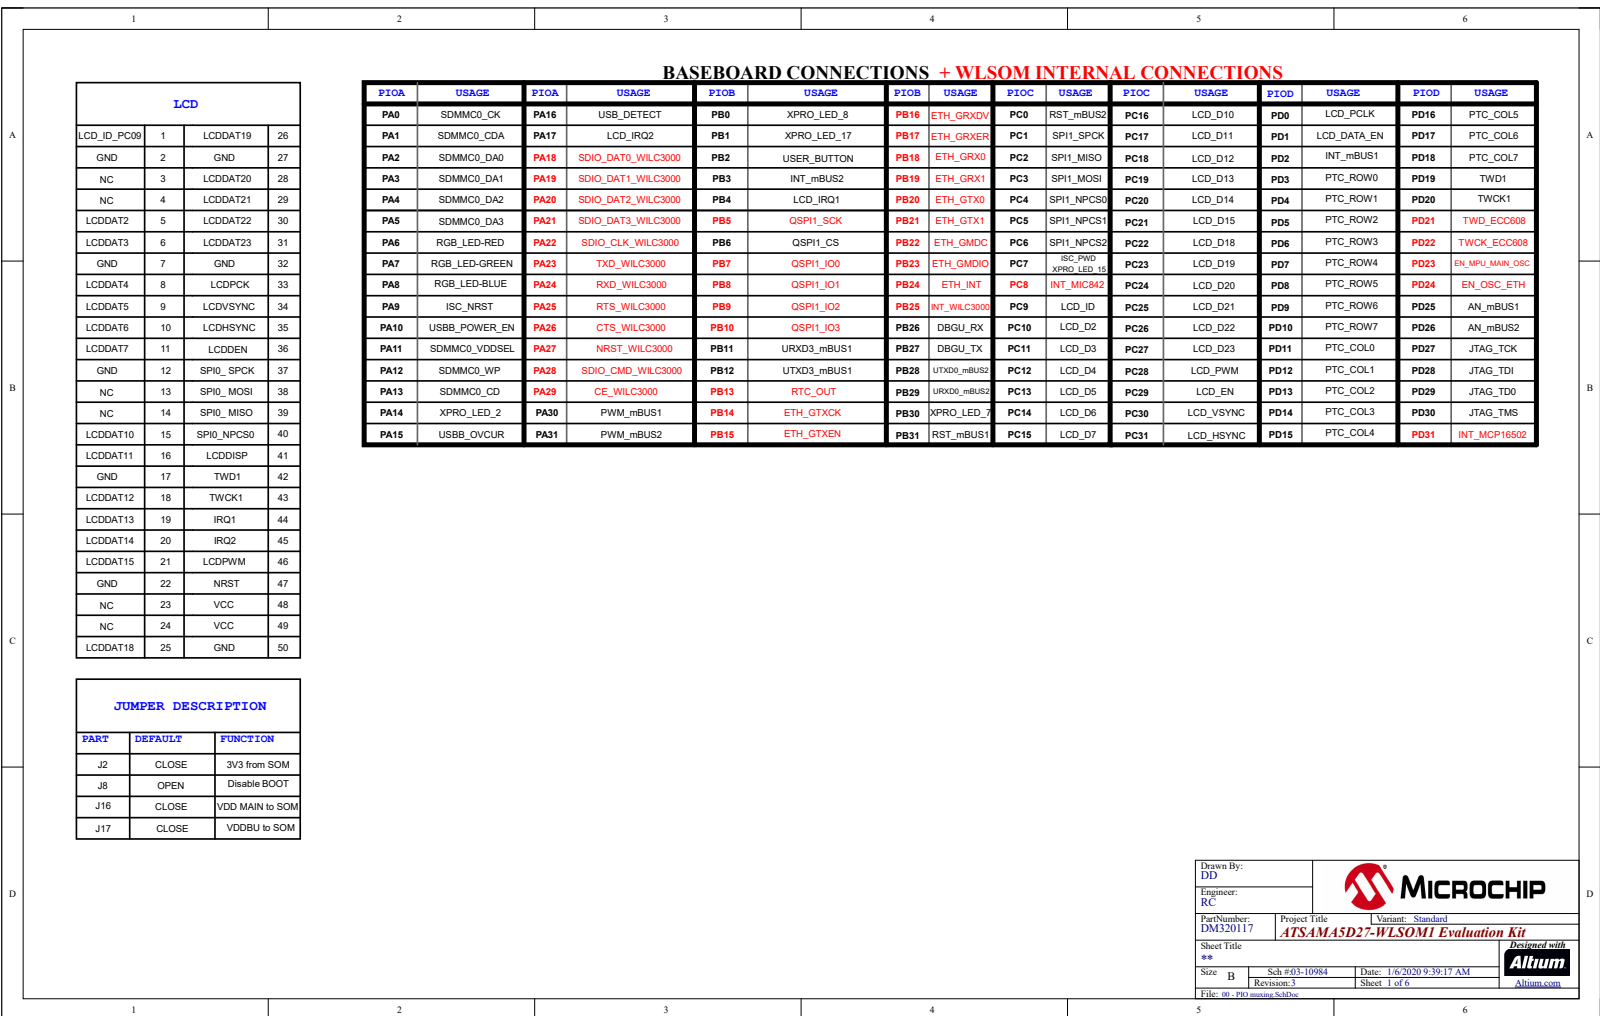 1 2 3 4 5 6
BASEBOARD CONNECTIONS + WLSOM INTERNAL CONNECTIONS
PIOA USAGE PIOA USAGE PIOB USAGE PIOB USAGE PIOC USAGE PIOC USAGE PIOD USAGE PIOD USAGE
PA0 SDMMC0_CK PA16 USB_DETECT PB0 XPRO_LED_8 PB16 ETH_GRXDV PC0 RST_mBUS2 PC16 LCD_D10 PD0 LCD_PCLK PD16 PTC_COL5
PA1 SDMMC0_CDA PA17 LCD_IRQ2 PB1 XPRO_LED_17 PB17 ETH_GRXER PC1 SPI1_SPCK PC17 LCD_D11 PD1 LCD_DATA_EN PD17 PTC_COL6
PA2 SDMMC0_DA0 PA18 SDIO_DAT0_WILC3000 PB2 USER_BUTTON PB18 ETH_GRX0 PC2 SPI1_MISO PC18 LCD_D12 PD2 INT_mBUS1 PD18 PTC_COL7
PA3 SDMMC0_DA1 PA19 SDIO_DAT1_WILC3000 PB3 INT_mBUS2 PB19 ETH_GRX1 PC3 SPI1_MOSI PC19 LCD_D13 PD3 PTC_ROW0 PD19 TWD1
PA4 SDMMC0_DA2 PA20 SDIO_DAT2_WILC3000 PB4 LCD_IRQ1 PB20 ETH_GTX0 PC4 SPI1_NPCS0 PC20 LCD_D14 PD4 PTC_ROW1 PD20 TWCK1
PA5 SDMMC0_DA3 PA21 SDIO_DAT3_WILC3000 PB5 QSPI1_SCK PB21 ETH_GTX1 PC5 SPI1_NPCS1 PC21 LCD_D15 PD5 PTC_ROW2 PD21 TWD_ECC608
PA6 RGB_LED-RED PA22 SDIO_CLK_WILC3000 PB6 QSPI1_CS PB22 ETH_GMDC PC6 SPI1_NPCS2 PC22 LCD_D18 PD6 PTC_ROW3 PD22 TWCK_ECC608
PA7 RGB_LED-GREEN PA23 TXD_WILC3000 PB7 QSPI1_IO0 PB23 ETH_GMDIO PC7 ISC_PWD XPRO_LED_15 PC23 LCD_D19 PD7 PTC_ROW4 PD23 EN_MPU_MAIN_OSC
PA8 RGB_LED-BLUE PA24 RXD_WILC3000 PB8 QSPI1_IO1 PB24 ETH_INT PC8 INT_MIC842 PC24 LCD_D20 PD8 PTC_ROW5 PD24 EN_OSC_ETH
PA9 ISC_NRST PA25 RTS_WILC3000 PB9 QSPI1_IO2 PB25 INT_WILC3000 PC9 LCD_ID PC25 LCD_D21 PD9 PTC_ROW6 PD25 AN_mBUS1
PA10 USBB_POWER_EN PA26 CTS_WILC3000 PB10 QSPI1_IO3 PB26 DBGU_RX PC10 LCD_D2 PC26 LCD_D22 PD10 PTC_ROW7 PD26 AN_mBUS2
PA11 SDMMC0_VDDSEL PA27 NRST_WILC3000 PB11 URXD3_mBUS1 PB27 DBGU_TX PC11 LCD_D3 PC27 LCD_D23 PD11 PTC_COL0 PD27 JTAG_TCK
PA12 SDMMC0_WP PA28 SDIO_CMD_WILC3000 PB12 UTXD3_mBUS1 PB28 UTXD0_mBUS2 PC12 LCD_D4 PC28 LCD_PWM PD12 PTC_COL1 PD28 JTAG_TDI
PA13 SDMMC0_CD PA29 CE_WILC3000 PB13 RTC_OUT PB29 URXD0_mBUS2 PC13 LCD_D5 PC29 LCD_EN PD13 PTC_COL2 PD29 JTAG_TD0
PA14 XPRO_LED_2 PA30 PWM_mBUS1 PB14 ETH_GTXCK PB30 XPRO_LED_7 PC14 LCD_D6 PC30 LCD_VSYNC PD14 PTC_COL3 PD30 JTAG_TMS
PA15 USBB_OVCUR PA31 PWM_mBUS2 PB15 ETH_GTXEN PB31 RST_mBUS1 PC15 LCD_D7 PC31 LCD_HSYNC PD15 PTC_COL4 PD31 INT_MCP16502
LCD
LCD_ID_PC09 1 LCDDAT19 26
GND 2 GND 27
NC 3 LCDDAT20 28
NC 4 LCDDAT21 29
LCDDAT2 5 LCDDAT22 30
LCDDAT3 6 LCDDAT23 31
GND 7 GND 32
LCDDAT4 8 LCDPCK 33
LCDDAT5 9 LCDVSYNC 34
LCDDAT6 10 LCDHSYNC 35
LCDDAT7 11 LCDDEN 36
GND 12 SPI0_ SPCK 37
NC 13 SPI0_ MOSI 38
NC 14 SPI0_ MISO 39
LCDDAT10 15 SPI0_NPCS0 40
LCDDAT11 16 LCDDISP 41
GND 17 TWD1 42
LCDDAT12 18 TWCK1 43
LCDDAT13 19 IRQ1 44
LCDDAT14 20 IRQ2 45
LCDDAT15 21 LCDPWM 46
GND 22 NRST 47
NC 23 VCC 48
NC 24 VCC 49
LCDDAT18 25 GND 50
JUMPER DESCRIPTION
PART DEFAULT FUNCTION
J2 CLOSE 3V3 from SOM
J8 OPEN Disable BOOT
J16 CLOSE VDD MAIN to SOM
J17 CLOSE VDDBU to SOM
A A
B B
C C
D D
Drawn By:
DD
Engineer:
RC
MICROCHIP
PartNumber:
DM320117
Project Title
Variant: Standard
ATSAMA5D27-WLSOM1 Evaluation Kit
Sheet Title
**
Designed with
Altium
Altium.com
Size B Sch #:03-10984 Date: 1/6/2020 9:39:17 AM
Revision:3 Sheet 1 of 6
File: 00 - PIO muxing.SchDoc
1 2 3 4 5 6